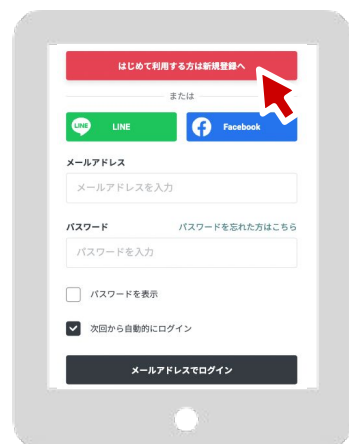 はじめて利用する方は新規登録へ
または
LINE LINE
Facebook
メールアドレス
メールアドレスを入力
パスワード パスワードを忘れた方はこちら
パスワードを入力
パスワードを表示
次回から自動的にログイン
メールアドレスでログイン